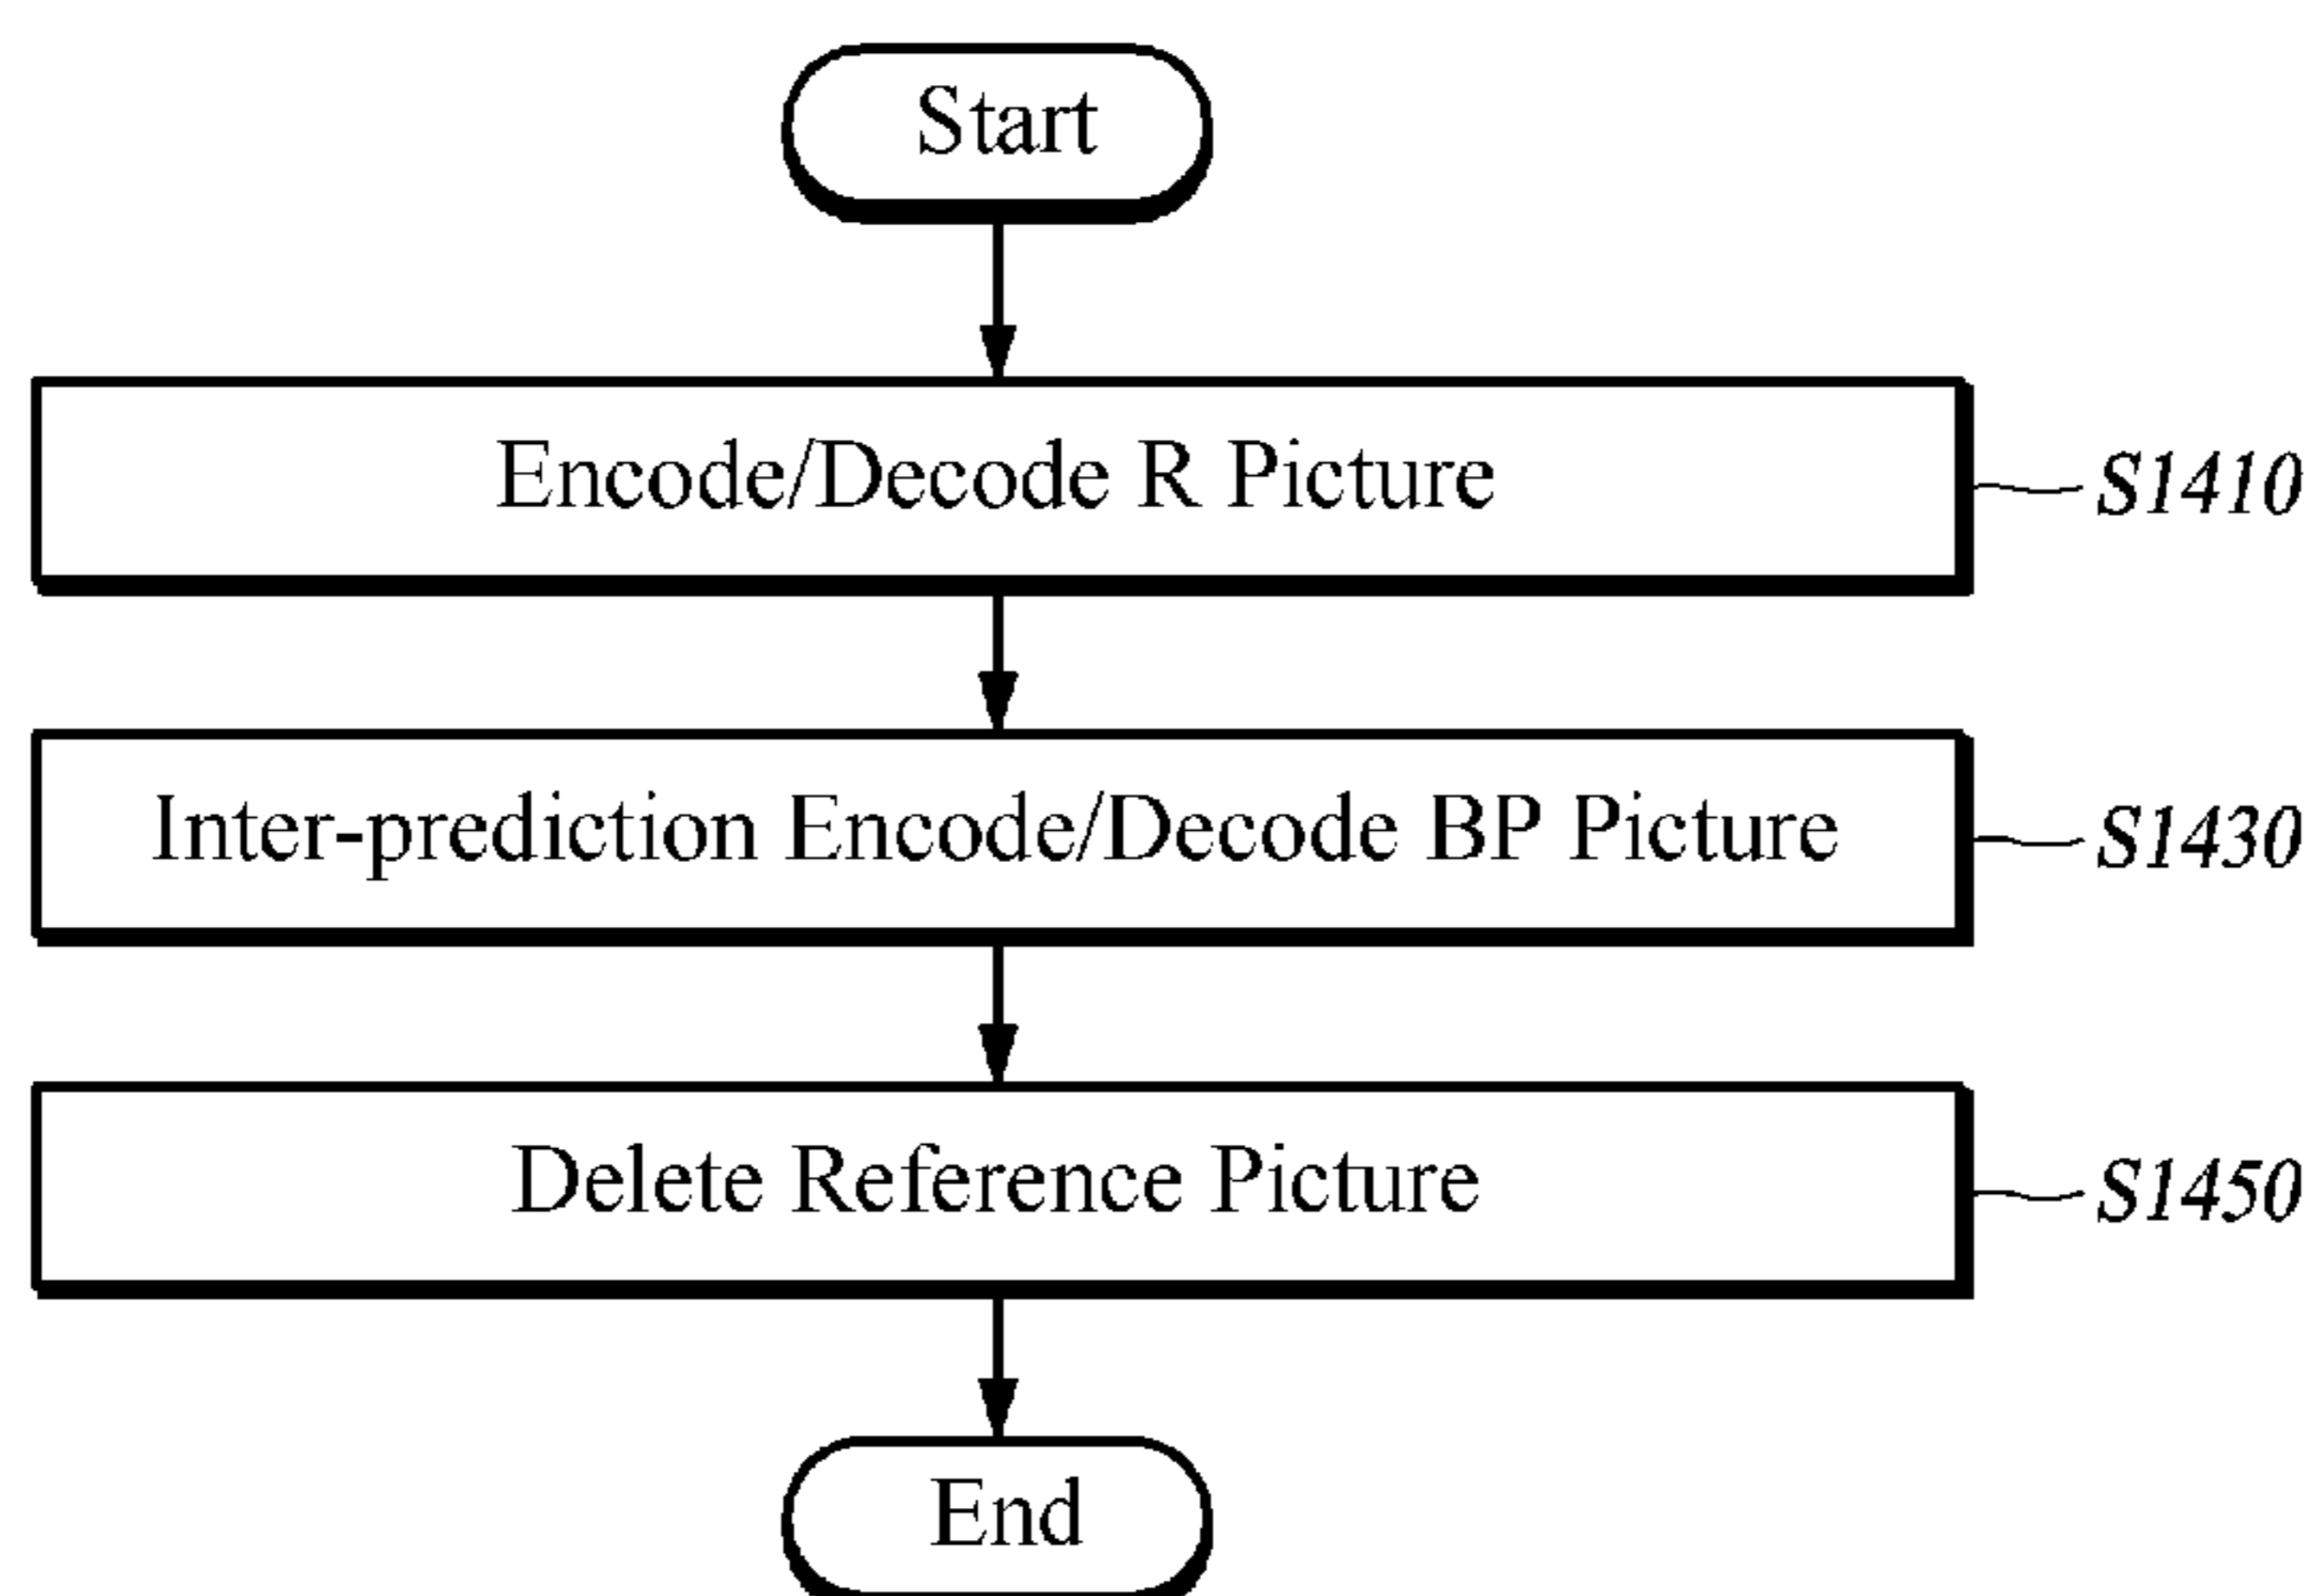 Start
Encode/Decode R Picture
S1410
Inter-prediction Encode/Decode BP Picture
S1430
Delete Reference Picture
S1450
End